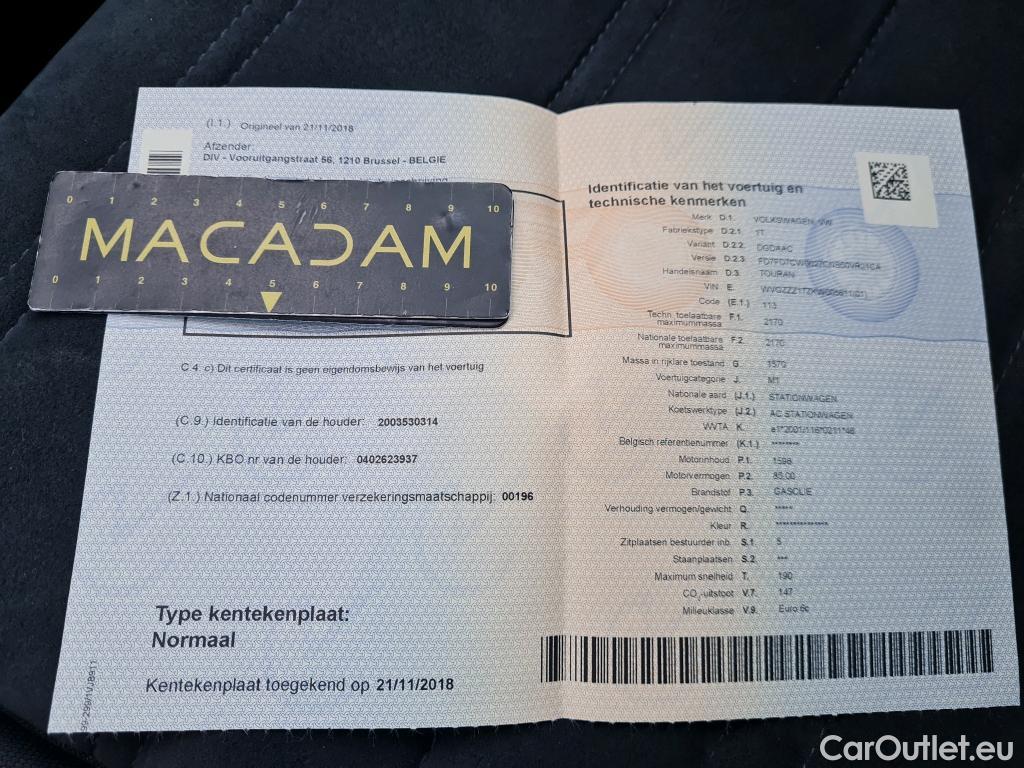 (I.1.) Origineel van 21/11/2018
Afzender:
DIV - Vooruitgangstraat 56, 1210 Brussel - BELGIE
0 1 2 3 4 5 6 7 8 9 10
MACADAM
0 1 2 3 4 5 6 7 8 9 10
C.4. c) Dit certificaat is geen eigendomsbewijs van het voertuig
(C.9.) Identificatie van de houder: 2003530314
(C.10.) KBO nr van de houder: 0402623937
(Z.1.) Nationaal codenummer verzekeringsmaatschappij: 00196
Type kentekenplaat:
Normaal
Kentekenplaat toegekend op 21/11/2018
Identificatie van het voertuig en
technische kenmerken
Merk D.1. VOLKSWAGEN, VW
Fabriekstype D.2.1. 1T
Variant D.2.2. DGDAAC
Versie D.2.3.
Handelsnaam D.3. TOURAN
VIN E.
Code (E.1.) 113
Techn. toelaatbare
maximummassa F.1. 2170
Nationale toelaatbare
maximummassa F.2. 2170
Massa in rijklare toestand G. 1570
Voertuigcategorie J. M1
Nationale aard (J.1.) STATIONWAGEN
Koetswerktype (J.2.) AC STATIONWAGEN
WVTA K. e1*2001/116*0211*46
Belgisch referentienummer (K.1.) ********
Motorinhoud P.1. 1598
Motorvermogen P.2. 85,00
Brandstof P.3. GASOLIE
Verhouding vermogen/gewicht Q. *****
Kleur R. ***************
Zitplaatsen bestuurder inb. S.1. 5
Staanplaatsen S.2. ***
Maximum snelheid T. 190
CO₂-uitstoot V.7. 147
Milieuklasse V.9. Euro 6c
CarOutlet.eu